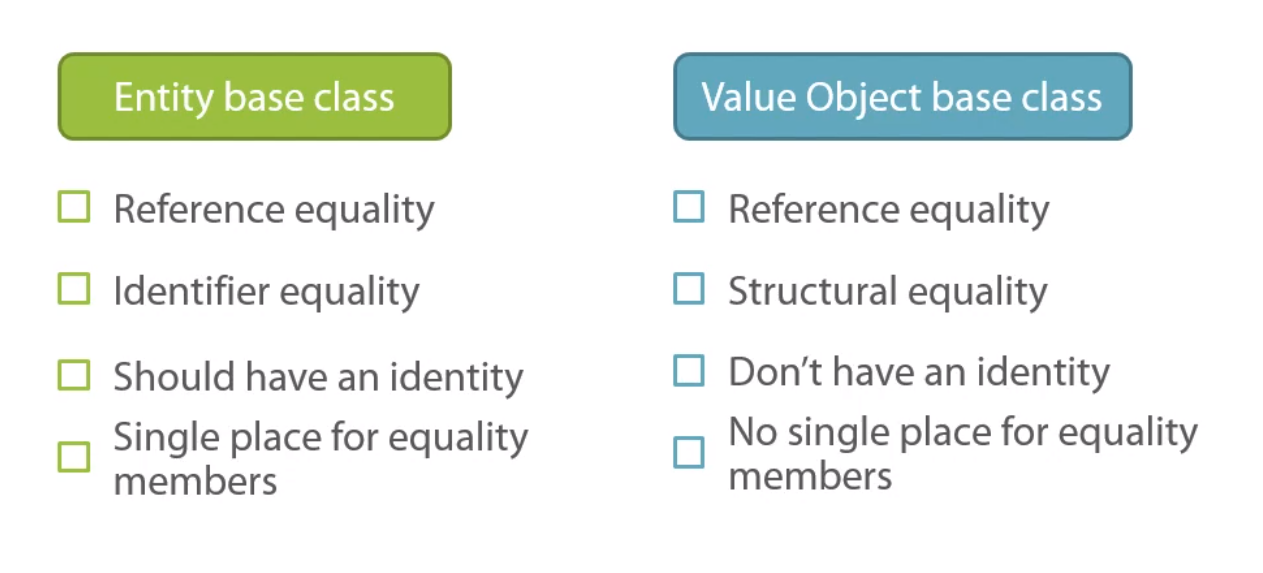 Entity base class
Reference equality
Identifier equality
Should have an identity
Single place for equality
members
Value Object base class
Reference equality
Structural equality
Don’t have an identity
No single place for equality
members